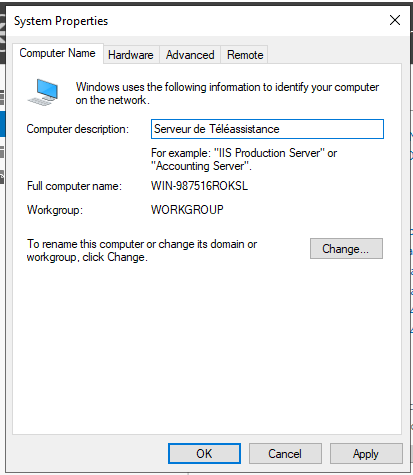 System Properties
Computer Name Hardware Advanced Remote
Windows uses the following information to identify your computer
on the network.
Computer description: Serveur de Téléassistance
For example: "IIS Production Server" or
"Accounting Server".
Full computer name: WIN-987516ROKSL
Workgroup: WORKGROUP
To rename this computer or change its domain or
workgroup, click Change.
Change...
OK Cancel Apply